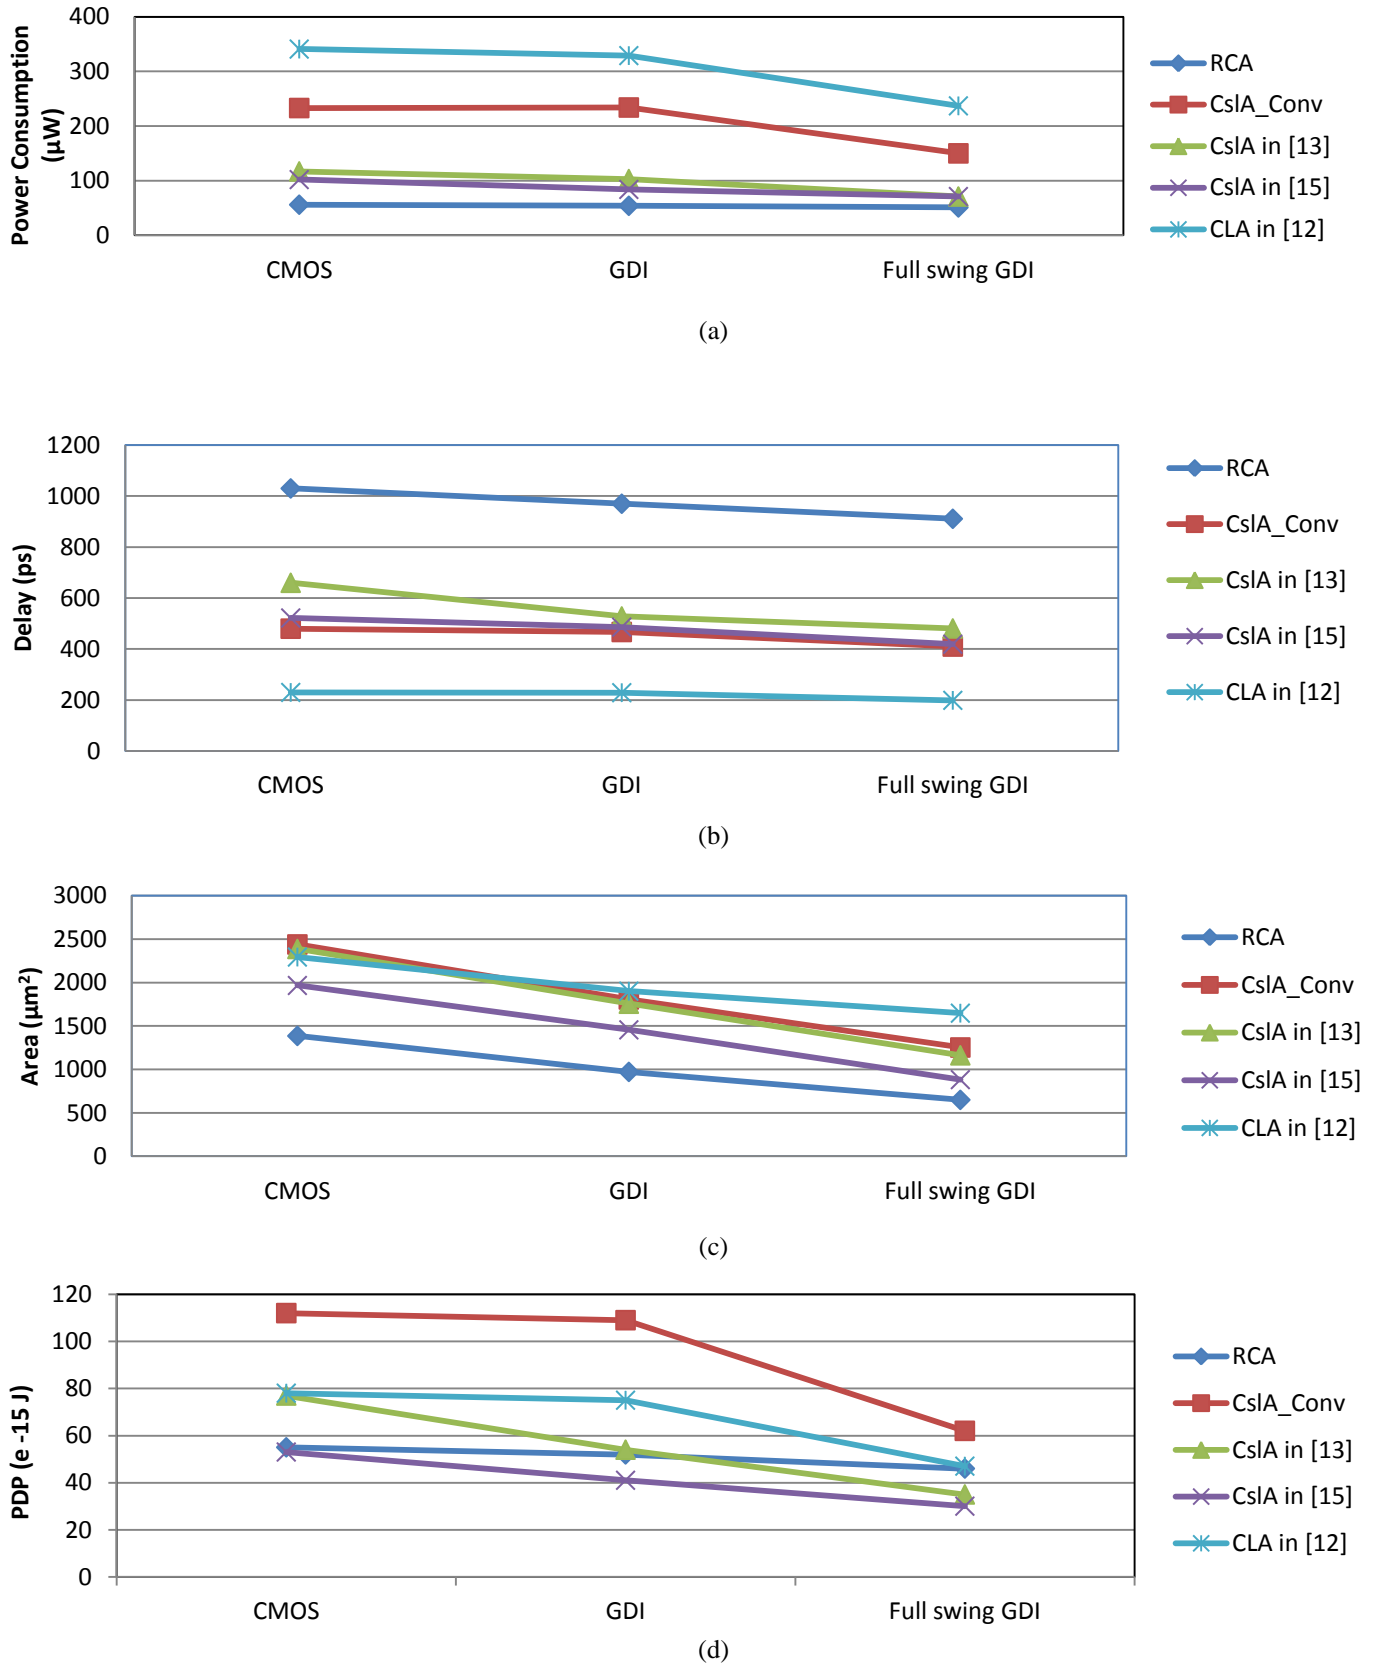 400
300
200
100
0
Power Consumption
(µW)
CMOS
GDI
Full swing GDI
RCA
CslA_Conv
CslA in [13]
CslA in [15]
CLA in [12]
(a)
1200
1000
800
600
400
200
0
Delay (ps)
CMOS
GDI
Full swing GDI
RCA
CslA_Conv
CslA in [13]
CslA in [15]
CLA in [12]
(b)
3000
2500
2000
1500
1000
500
0
Area (µm²)
CMOS
GDI
Full swing GDI
RCA
CslA_Conv
CslA in [13]
CslA in [15]
CLA in [12]
(c)
120
100
80
60
40
20
0
PDP (e -15 J)
CMOS
GDI
Full swing GDI
RCA
CslA_Conv
CslA in [13]
CslA in [15]
CLA in [12]
(d)